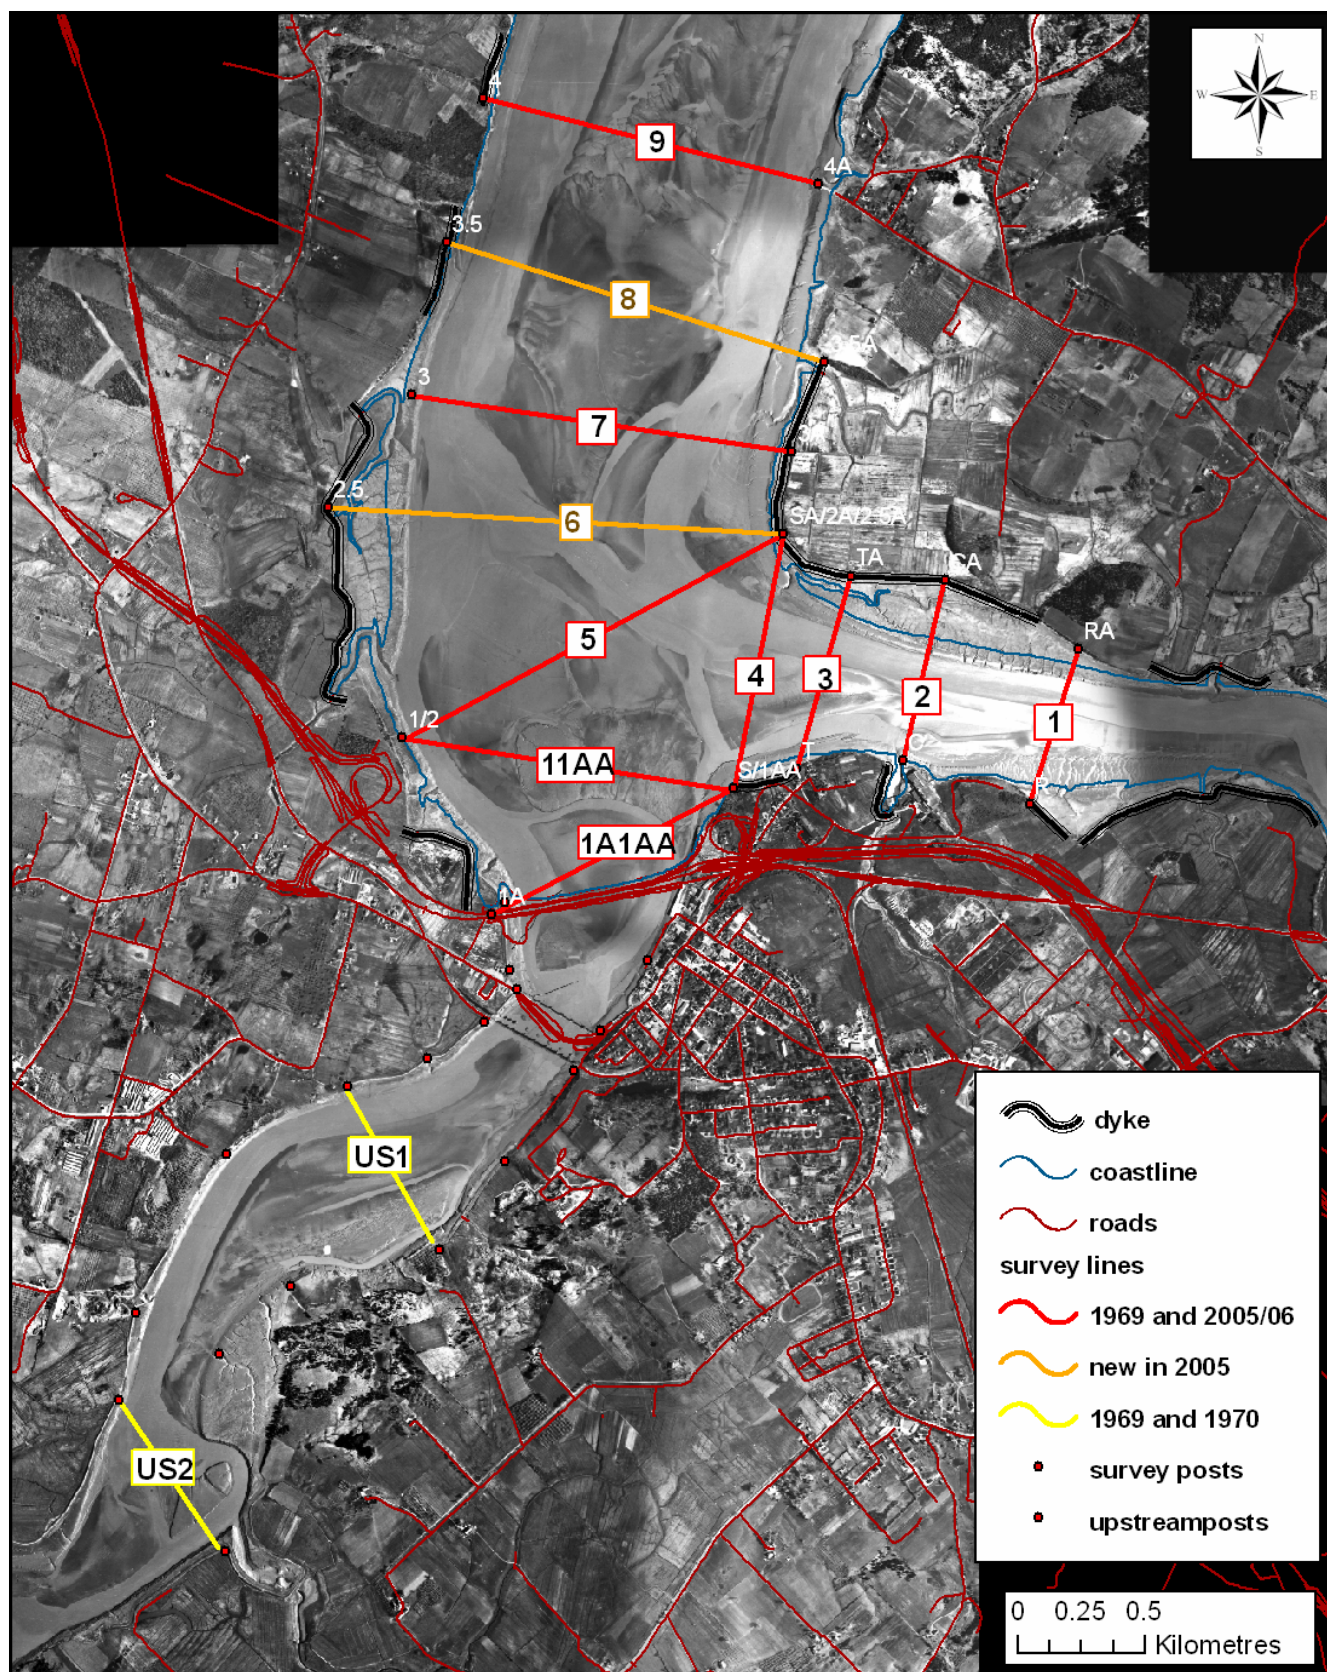 N
W E
S
4
9
4A
3.5
8
3.5A
3
7
2.5
SA/2A/2.5A
6
TA
CA
RA
5
4
3
2
1
1/2
11AA
T
C
S/1AA
R
1A1AA
1A
US1
US2
dyke
coastline
roads
survey lines
1969 and 2005/06
new in 2005
1969 and 1970
survey posts
upstreamposts
0 0.25 0.5
Kilometres